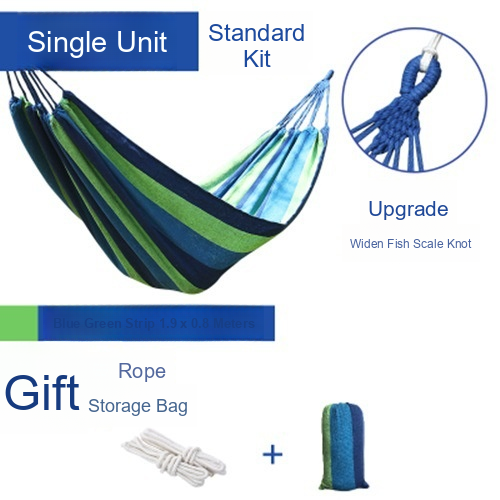 Single Unit
Standard
Kit
Upgrade
Widen Fish Scale Knot
Blue Green Strip 1.9 x 0.8 Meters
Gift
Rope
Storage Bag
+